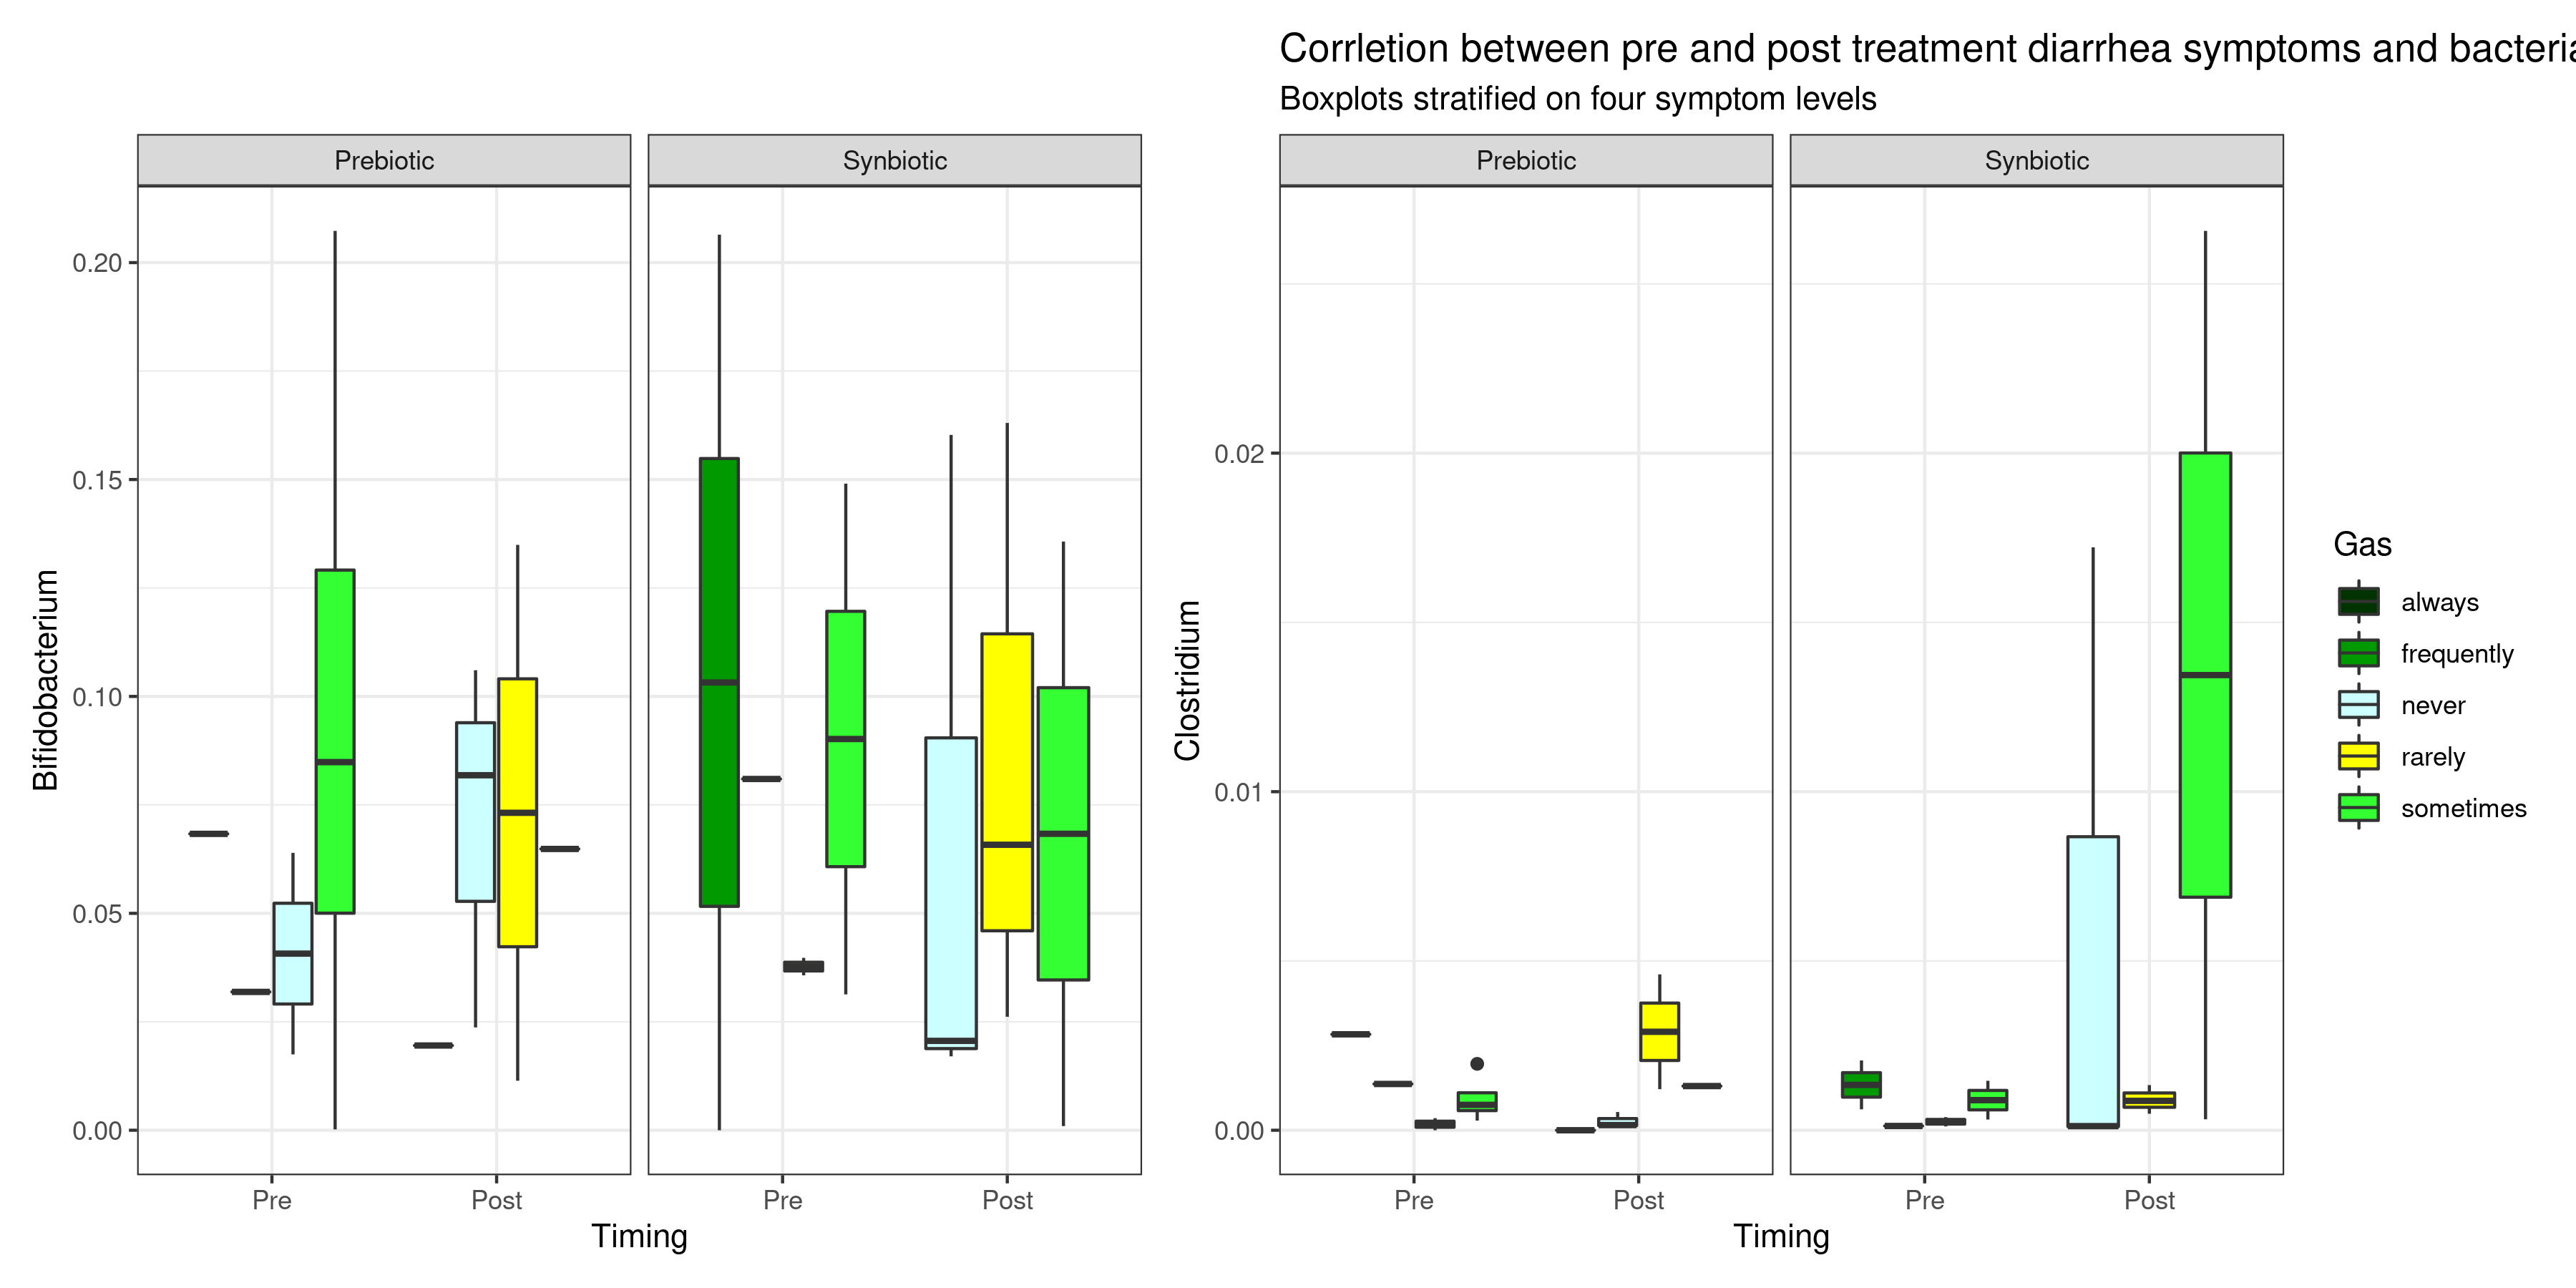 Corrletion between pre and post treatment diarrhea symptoms and
Boxplots stratified on four symptom levels
Prebiotic
Synbiotic
Bifidobacterium
0.20
0.15
0.10
0.05
0.00
Pre
Post
Pre
Post
Timing
Prebiotic
Synbiotic
Clostridium
0.02
0.01
0.00
Pre
Post
Pre
Post
Timing
Gas
always
frequently
never
rarely
sometimes